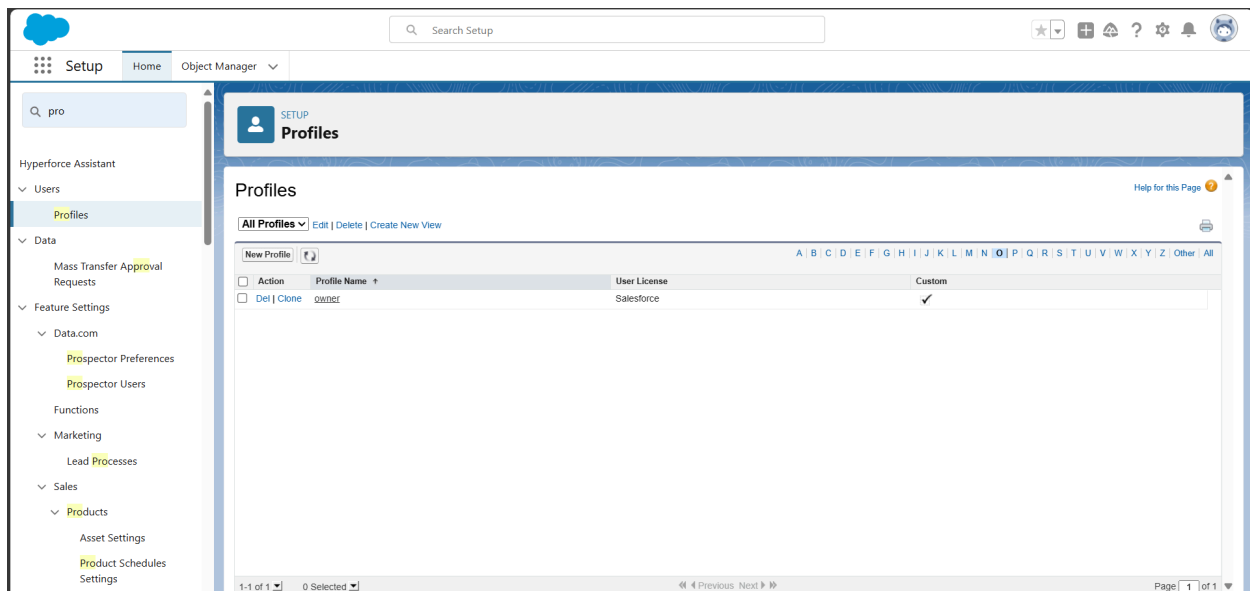 Search Setup
Setup
Home
Object Manager
pro
Hyperforce Assistant
Users
Profiles
Data
Mass Transfer Approval
Requests
Feature Settings
Data.com
Prospector Preferences
Prospector Users
Functions
Marketing
Lead Processes
Sales
Products
Asset Settings
Product Schedules
Settings
SETUP
Profiles
Profiles
Help for this Page ?
All Profiles Edit | Delete | Create New View
New Profile A | B | C | D | E | F | G | H | I | J | K | L | M | N | O | P | Q | R | S | T | U | V | W | X | Y | Z | Other | All
Action Profile Name ↑ User License Custom
Del | Clone owner Salesforce ✓
1-1 of 1 0 Selected Previous Next Page 1 of 1